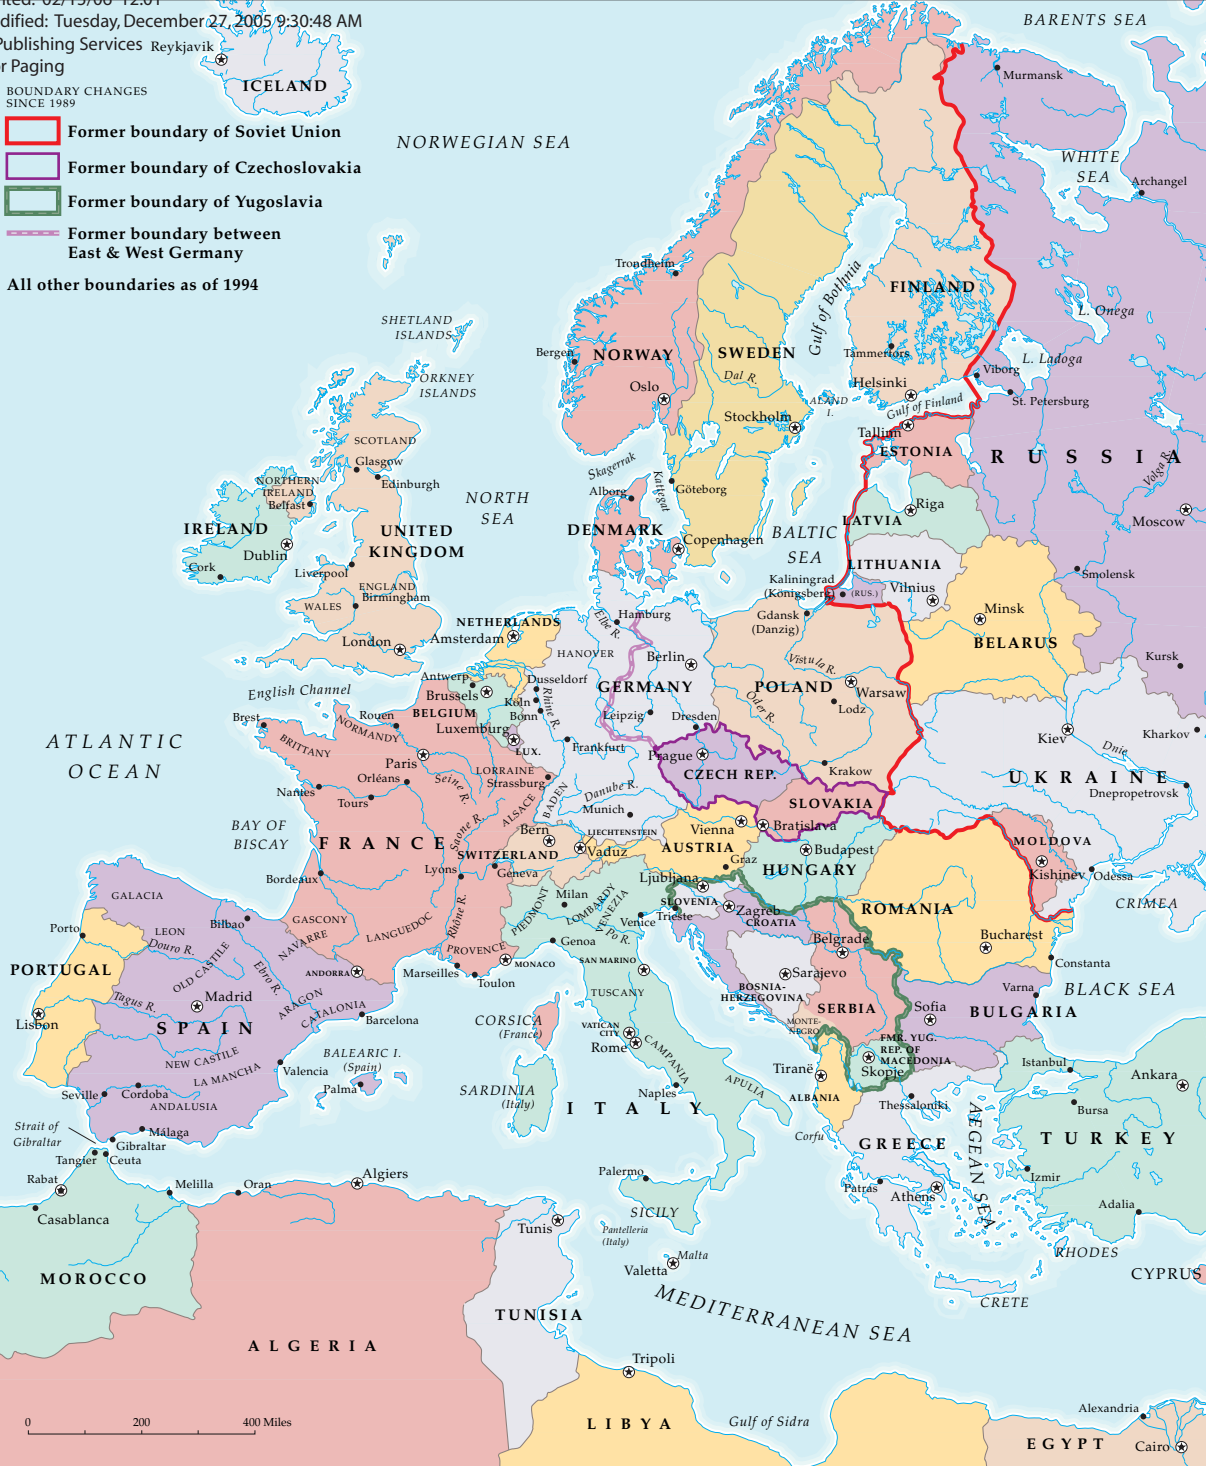 dified: Tuesday, December 27, 2005 9:30:48 AM
Publishing Services
r Paging
BOUNDARY CHANGES
SINCE 1989
Former boundary of Soviet Union
Former boundary of Czechoslovakia
Former boundary of Yugoslavia
Former boundary between
East & West Germany
All other boundaries as of 1994
Reykjavik
ICELAND
BARENTS SEA
Murmansk
NORWEGIAN SEA
WHITE
SEA
Archangel
Trondheim
Gulf of Bothnia
FINLAND
L. Onega
SHETLAND
ISLANDS
Bergen
NORWAY
SWEDEN
Tammerfors
L. Ladoga
ORKNEY
ISLANDS
Oslo
Dal R.
Helsinki
Viborg
ALAND
I.
Gulf of Finland
St. Petersburg
Stockholm
Tallinn
ESTONIA
RUSSIA
Volga R.
SCOTLAND
Glasgow
Edinburgh
Skagerrak
Kattegat
Göteborg
NORTHERN
IRELAND
Belfast
NORTH
SEA
Alborg
Riga
LATVIA
Moscow
IRELAND
Dublin
UNITED
KINGDOM
DENMARK
Copenhagen
BALTIC
SEA
Cork
Liverpool
LITHUANIA
Smolensk
ENGLAND
Birmingham
WALES
Kaliningrad
(Königsberg)
(RUS.)
Vilnius
Minsk
NETHERLANDS
Amsterdam
Hamburg
Elbe R.
Gdansk
(Danzig)
BELARUS
London
HANOVER
Berlin
Vistula R.
Kursk
English Channel
Antwerp
Brussels
Dusseldorf
Köln
Bonn
Rhine R.
GERMANY
POLAND
Warsaw
Oder R.
Lodz
Brest
Rouen
NORMANDY
BELGIUM
Luxemburg
LUX.
Leipzig
Dresden
Kiev
Dnie
Kharkov
ATLANTIC
OCEAN
BRITTANY
Paris
Frankfurt
Prague
CZECH REP.
Krakow
UKRAINE
Dnepropetrovsk
Orléans
Seine R.
LORRAINE
Strassburg
Nantes
Tours
ALSACE
BADEN
Danube R.
Munich
SLOVAKIA
BAY OF
BISCAY
FRANCE
Saone R.
Bern
LIECHTENSTEIN
Vaduz
Vienna
Bratislava
AUSTRIA
Budapest
MOLDOVA
Kishinev
Odessa
SWITZERLAND
Geneva
Graz
HUNGARY
Lyons
Bordeaux
Ljubljana
GALACIA
PIEDMONT
Milan
LOMBARDY
VENEZIA
SLOVENIA
Trieste
Zagreb
CROATIA
ROMANIA
CRIMEA
Porto
LEON
Bilbao
GASCONY
NAVARRE
LANGUEDOC
Rhône R.
PROVENCE
Venice
Po R.
Genoa
Belgrade
Bucharest
Douro R.
OLD CASTILE
Ebro R.
PORTUGAL
ANDORRA
Marseilles
Toulon
MONACO
SAN MARINO
Sarajevo
Constanta
Tagus R.
Madrid
ARAGON
CATALONIA
TUSCANY
BOSNIA-
HERZEGOVINA
SERBIA
Varna
BLACK SEA
Lisbon
SPAIN
Barcelona
CORSICA
(France)
VATICAN
CITY
Rome
MONTE-
NEGRO
Sofia
BULGARIA
NEW CASTILE
LA MANCHA
BALEARIC I.
(Spain)
Valencia
Palma
CAMPANIA
FMR. YUG.
REP. OF
MACEDONIA
Skopje
Tiranë
Istanbul
Ankara
Seville
Cordoba
ANDALUSIA
SARDINIA
(Italy)
ITALY
Naples
APULIA
ALBANIA
Thessaloniki
Bursa
Strait of
Gibraltar
Málaga
Gibraltar
Tangier
Ceuta
Corfu
GREECE
AEGEAN SEA
TURKEY
Rabat
Melilla
Oran
Algiers
Palermo
Patras
Athens
Izmir
Casablanca
Tunis
SICILY
Pantelleria
(Italy)
Adalia
Malta
Valetta
RHODES
CYPRUS
MOROCCO
MEDITERRANEAN SEA
CRETE
TUNISIA
ALGERIA
Tripoli
0 200 400 Miles
LIBYA
Gulf of Sidra
Alexandria
EGYPT
Cairo